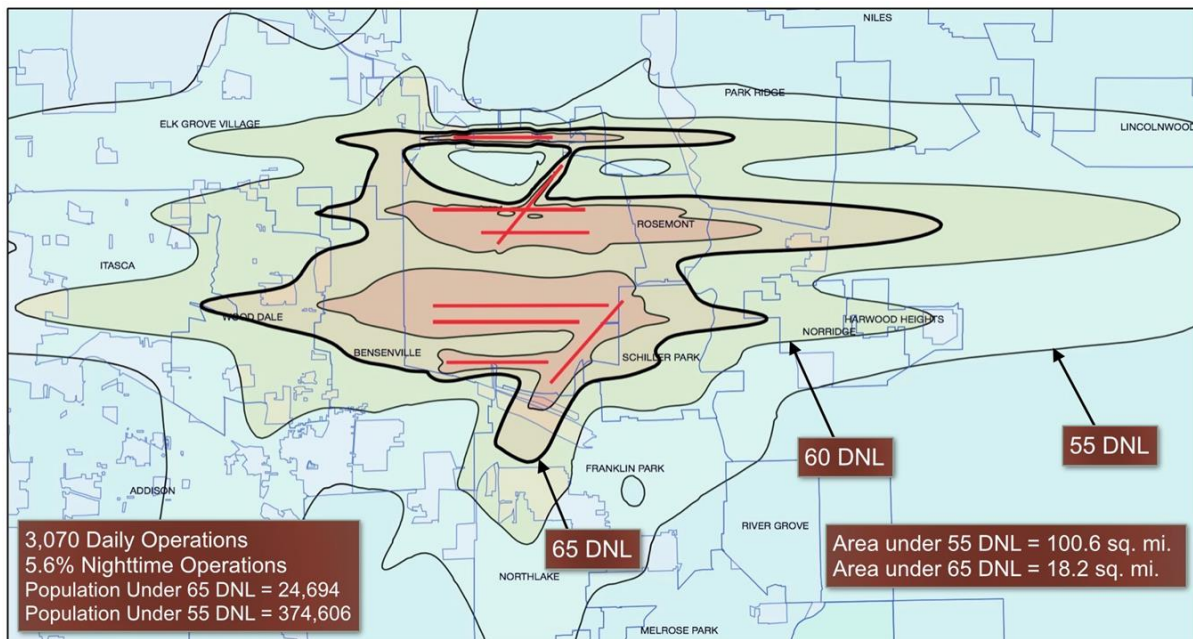 NILES
PARK RIDGE
ELK GROVE VILLAGE
LINCOLNWOOD
ROSEMONT
ITASCA
WOOD DALE
HARWOOD HEIGHTS
NORRIDGE
BENSENVILLE
SCHILLER PARK
60 DNL
55 DNL
FRANKLIN PARK
ADDISON
RIVER GROVE
65 DNL
3,070 Daily Operations
5.6% Nighttime Operations
Population Under 65 DNL = 24,694
Population Under 55 DNL = 374,606
Area under 55 DNL = 100.6 sq. mi.
Area under 65 DNL = 18.2 sq. mi.
NORTHLAKE
MELROSE PARK